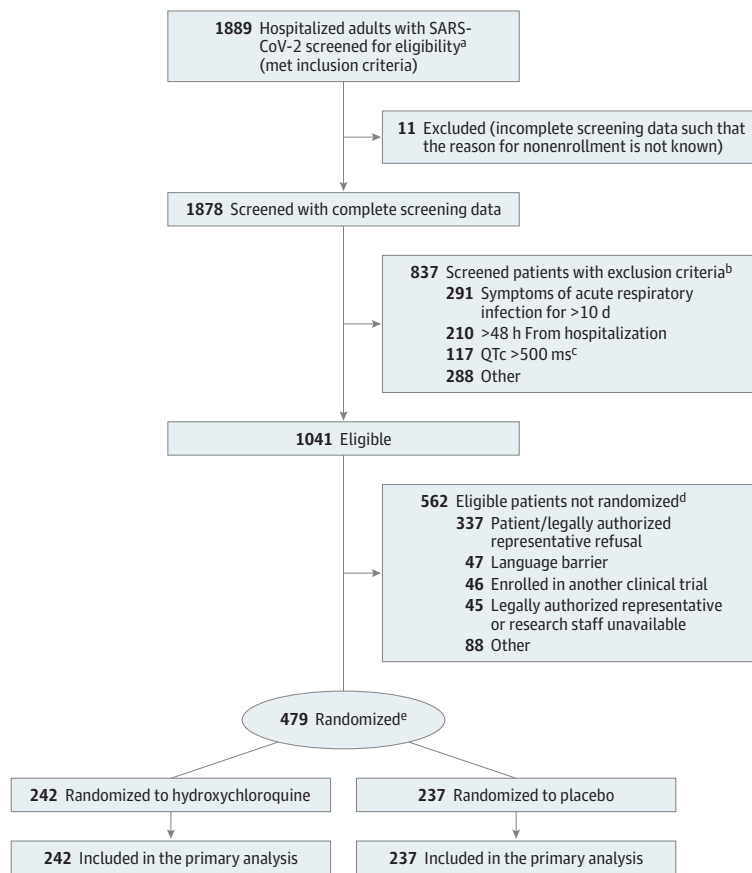 1889 Hospitalized adults with SARS-
CoV-2 screened for eligibilityᵃ
(met inclusion criteria)
11 Excluded (incomplete screening data such that
the reason for nonenrollment is not known)
1878 Screened with complete screening data
837 Screened patients with exclusion criteriaᵇ
291 Symptoms of acute respiratory
infection for >10 d
210 >48 h From hospitalization
117 QTc >500 msᶜ
288 Other
1041 Eligible
562 Eligible patients not randomizedᵈ
337 Patient/legally authorized
representative refusal
47 Language barrier
46 Enrolled in another clinical trial
45 Legally authorized representative
or research staff unavailable
88 Other
479 Randomizedᵉ
242 Randomized to hydroxychloroquine
237 Randomized to placebo
242 Included in the primary analysis
237 Included in the primary analysis